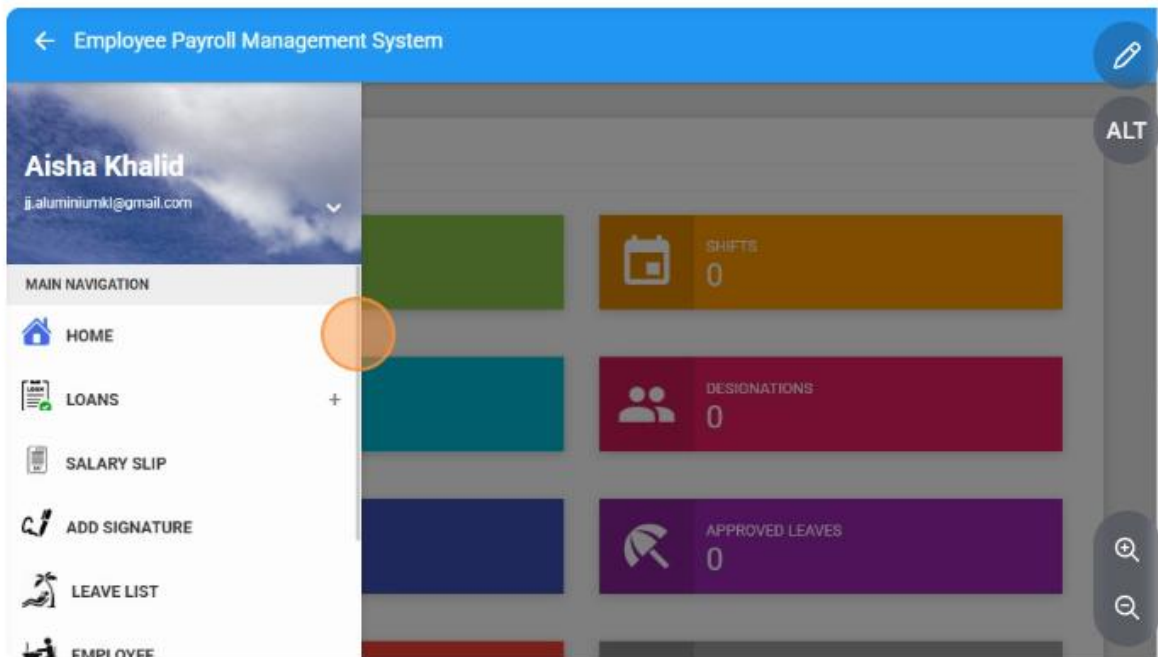 Employee Payroll Management System
ALT
Aisha Khalid
jj.aluminiumkl@gmail.com
MAIN NAVIGATION
HOME
LOANS +
SALARY SLIP
ADD SIGNATURE
LEAVE LIST
EMPLOYEE
SHIFTS
0
DESIGNATIONS
0
APPROVED LEAVES
0